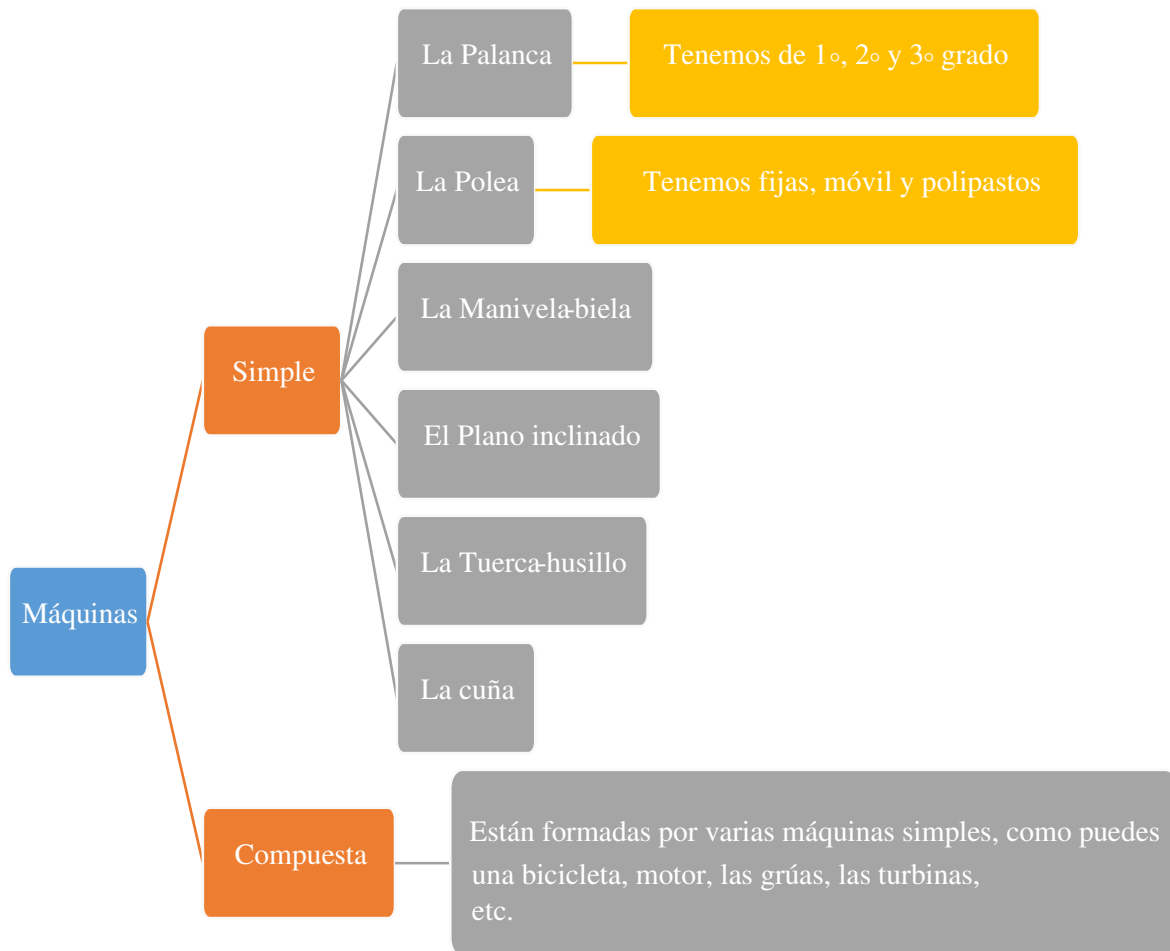 La Palanca
Tenemos de 1◦, 2◦ y 3◦ grado
La Polea
Tenemos fijas, móvil y polipastos
La Manivela-biela
Simple
El Plano inclinado
La Tuerca-husillo
Máquinas
La cuña
Compuesta
Están formadas por varias máquinas simples, como puedes
una bicicleta, motor, las grúas, las turbinas,
etc.